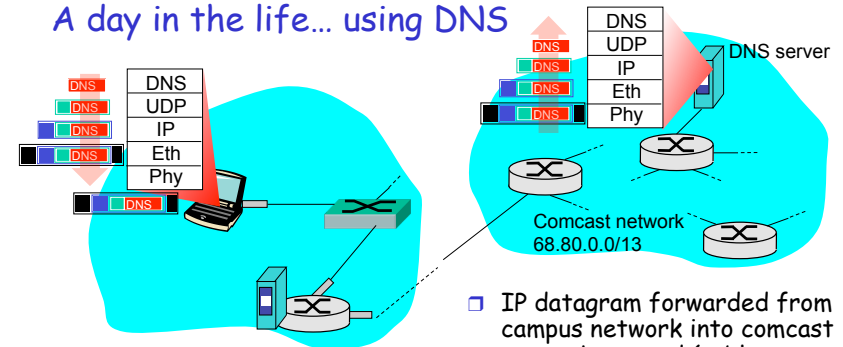 A day in the life… using DNS
DNS
DNS
DNS
DNS
DNS
DNS
UDP
IP
Eth
Phy
DNS
DNS
DNS
DNS
DNS
UDP
IP
Eth
Phy
DNS server
Comcast network
68.80.0.0/13
IP datagram forwarded from
campus network into comcast